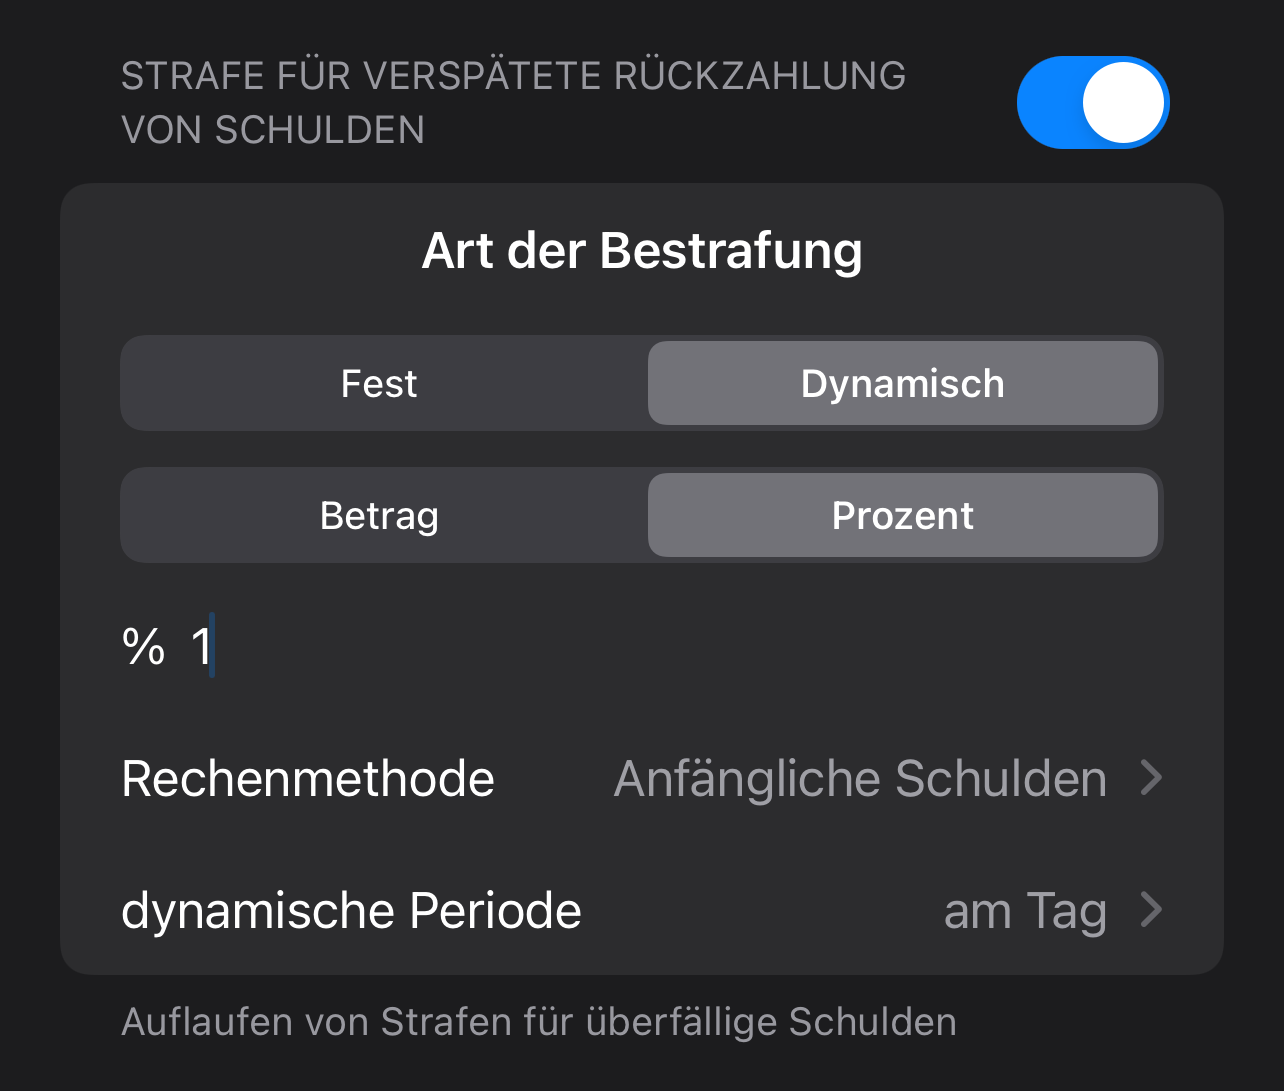 STRAFE FÜR VERSPÄTETE RÜCKZAHLUNG
VON SCHULDEN
Art der Bestrafung
Fest Dynamisch
Betrag Prozent
% 1
Rechenmethode Anfängliche Schulden
dynamische Periode am Tag
Auflaufen von Strafen für überfällige Schulden